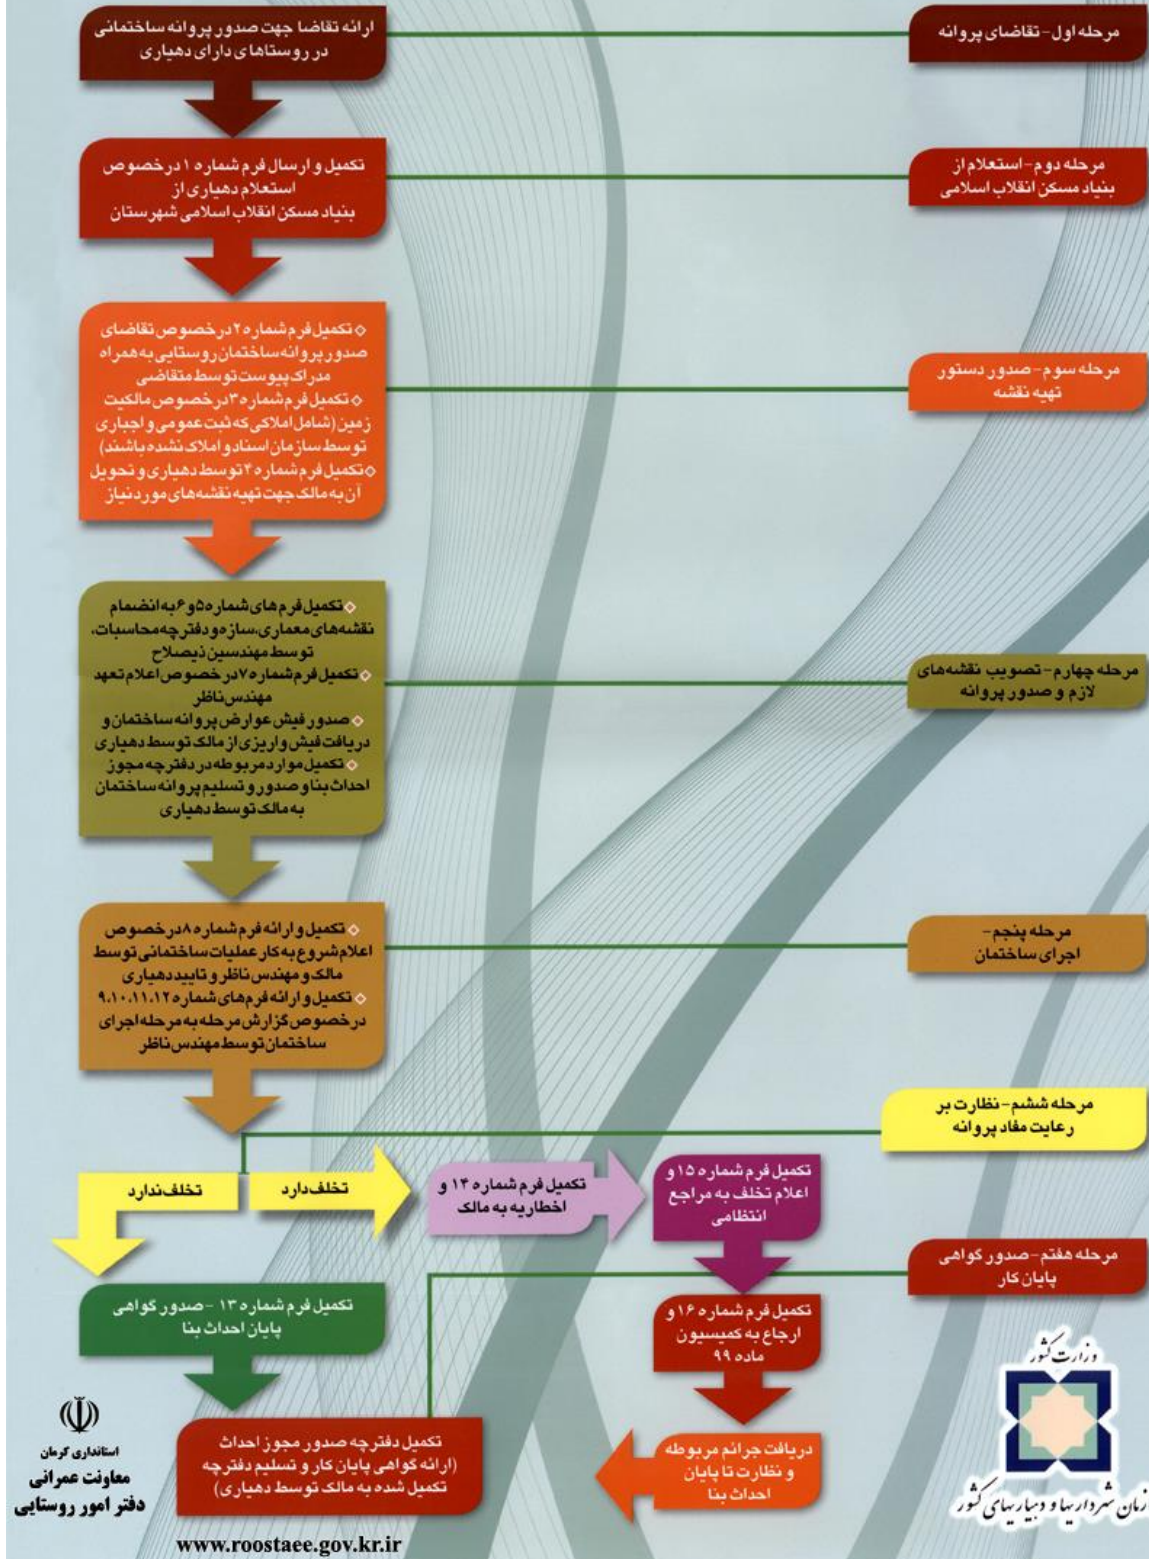 مرحله اول-تقاضای پروانه
ارائه تقاضا جهت صدور پروانه ساختمانی
در روستاهای دارای دهیاری
مرحله دوم-استعلام از
بنیاد مسکن انقلاب اسلامی
تکمیل و ارسال فرم شماره ۱ در خصوص
استعلام دهیاری از
بنیاد مسکن انقلاب اسلامی شهرستان
مرحله سوم-صدور دستور
تهیه نقشه
◇ تکمیل فرم شماره ۲ در خصوص تقاضای
صدور پروانه ساختمان روستایی به همراه
مدراک پیوست توسط متقاضی
◇ تکمیل فرم شماره ۳ در خصوص مالکیت
زمین (شامل املاکی که ثبت عمومی و اجباری
توسط سازمان اسناد و املاک نشده باشند)
◇ تکمیل فرم شماره ۴ توسط دهیاری و تحویل
آن به مالک جهت تهیه نقشه‌های مورد نیاز
مرحله چهارم-تصویب نقشه‌های
لازم و صدور پروانه
◇ تکمیل فرم های شماره ۵ و ۶ به انضمام
نقشه‌های معماری، سازه و دفترچه محاسبات،
توسط مهندسین ذیصلاح
◇ تکمیل فرم شماره ۷ در خصوص اعلام تعهد
مهندس ناظر
◇ صدور فیش عوارض پروانه ساختمان و
دریافت فیش واریزی از مالک توسط دهیاری
◇ تکمیل موارد مربوطه در دفترچه مجوز
احداث بنا و صدور و تسلیم پروانه ساختمان
به مالک توسط دهیاری
مرحله پنجم-
اجرای ساختمان
◇ تکمیل و ارائه فرم شماره ۸ در خصوص
اعلام شروع به کار عملیات ساختمانی توسط
مالک و مهندس ناظر و تایید دهیاری
◇ تکمیل و ارائه فرم‌های شماره ۹،۱۰،۱۱،۱۲
در خصوص گزارش مرحله به مرحله اجرای
ساختمان توسط مهندس ناظر
مرحله ششم-نظارت بر
رعایت مفاد پروانه
تخلف دارد
تخلف ندارد
تکمیل فرم شماره ۱۴ و
اخطاریه به مالک
تکمیل فرم شماره ۱۵ و
اعلام تخلف به مراجع
انتظامی
مرحله هفتم-صدور گواهی
پایان کار
تکمیل فرم شماره ۱۶ و
ارجاع به کمیسیون
ماده ۹۹
تکمیل فرم شماره ۱۳ -صدور گواهی
پایان احداث بنا
دریافت جرائم مربوطه
و نظارت تا پایان
احداث بنا
تکمیل دفترچه صدور مجوز احداث
(ارائه گواهی پایان کار و تسلیم دفترچه
تکمیل شده به مالک توسط دهیاری)
وزارت کشور
زمان شهرداریها و دهیاریهای کشور
استانداری کرمان
معاونت عمرانی
دفتر امور روستایی
www.roostaee.gov.kr.ir